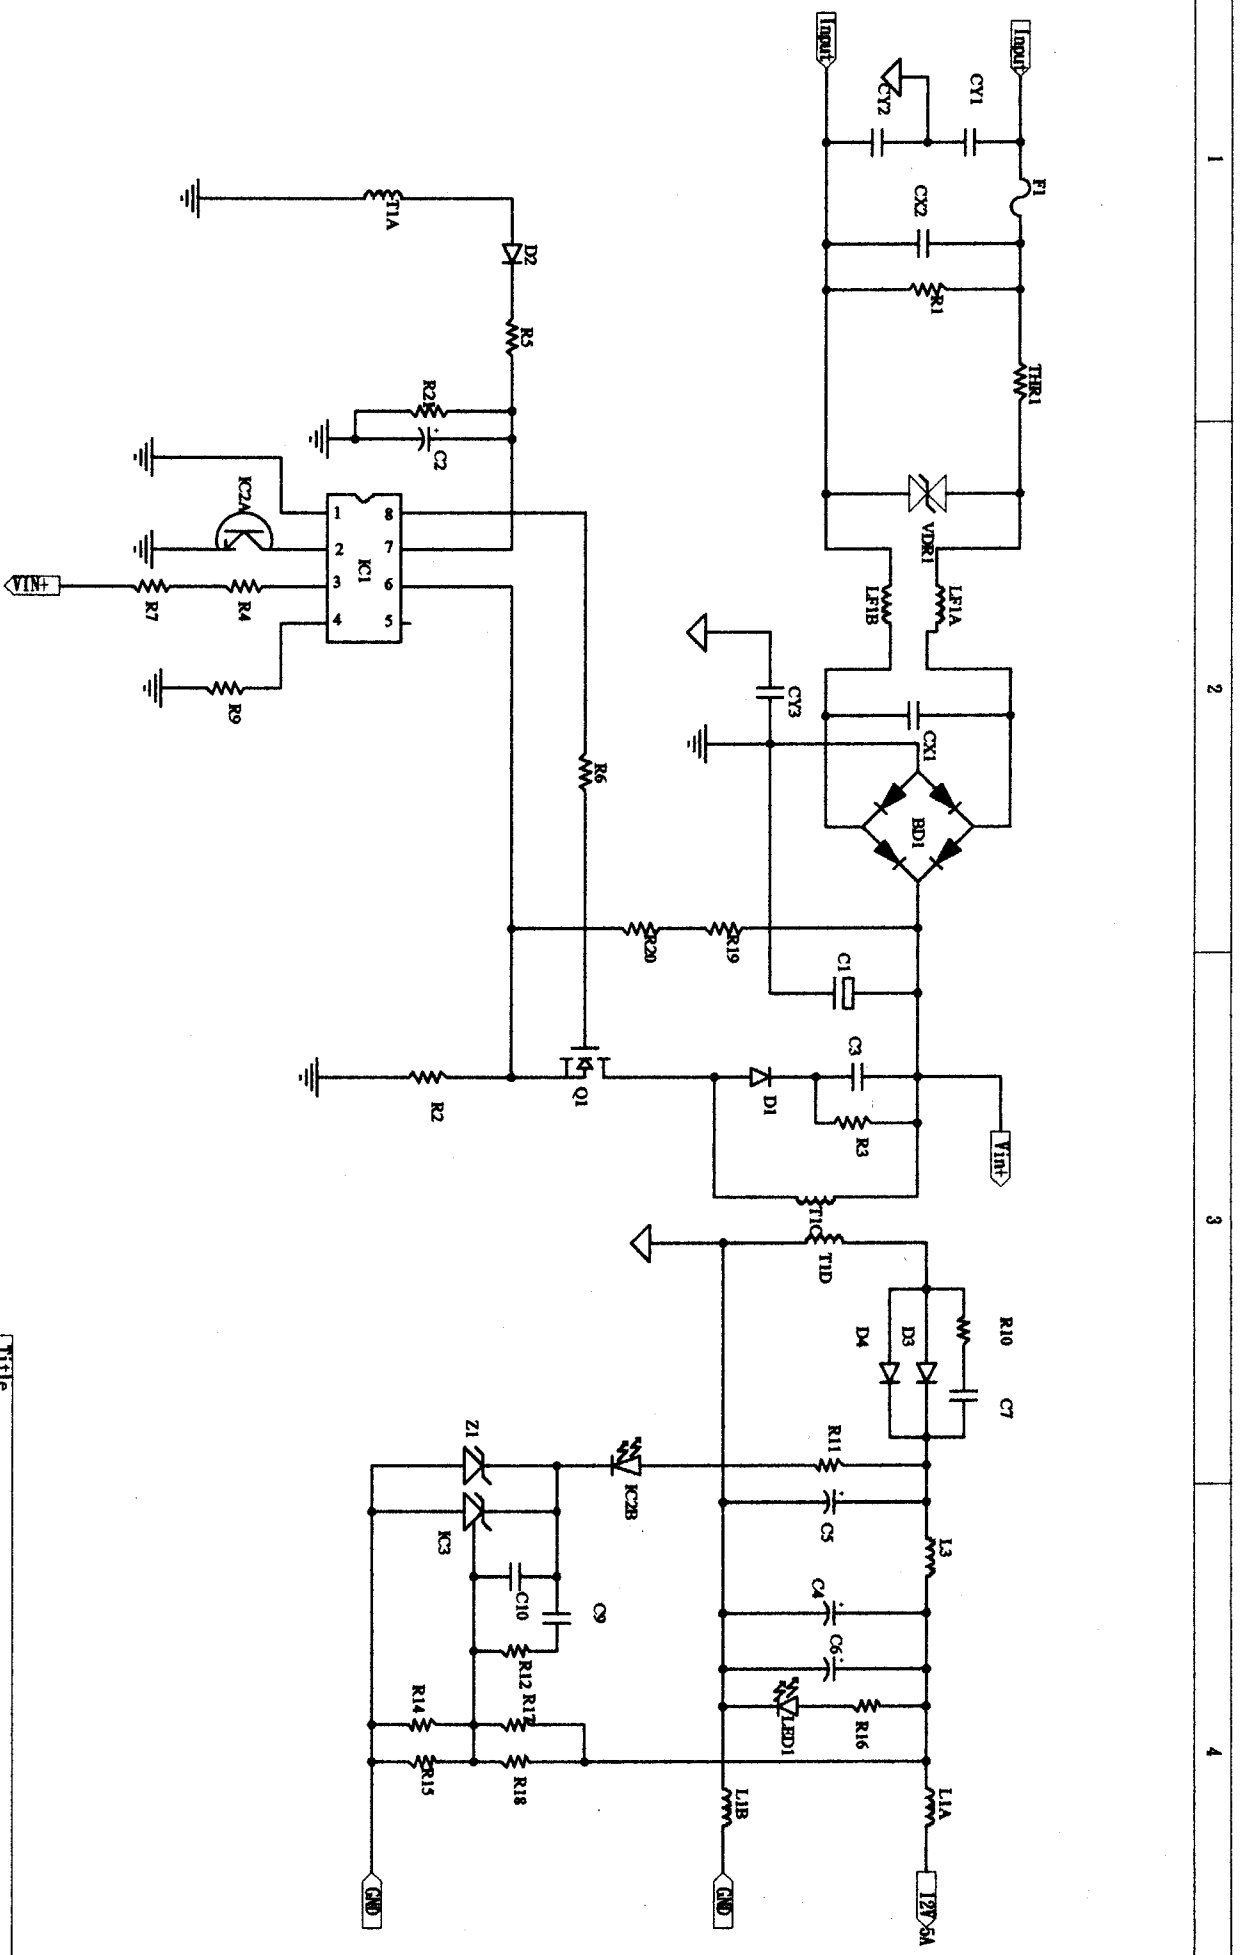 1
2
3
4
Input
Input
CY1
CY2
F1
CX2
R1
THR1
VDR1
LF1A
LF1B
CX1
CY3
BD1
T1A
D2
R5
R21
C2
IC2A
1
2
3
4
8
7
6
5
IC1
VIN+
R7
R4
R9
R6
R20
R19
C1
C3
R3
D1
Q1
R2
Vin+
T1C
T1D
R10
C7
D3
D4
R11
C5
L3
C4
C6
R16
LED1
L1A
L1B
12V 5A
GND
GND
IC2B
Z1
IC3
C10
C9
R12
R17
R18
R14
R15
Title